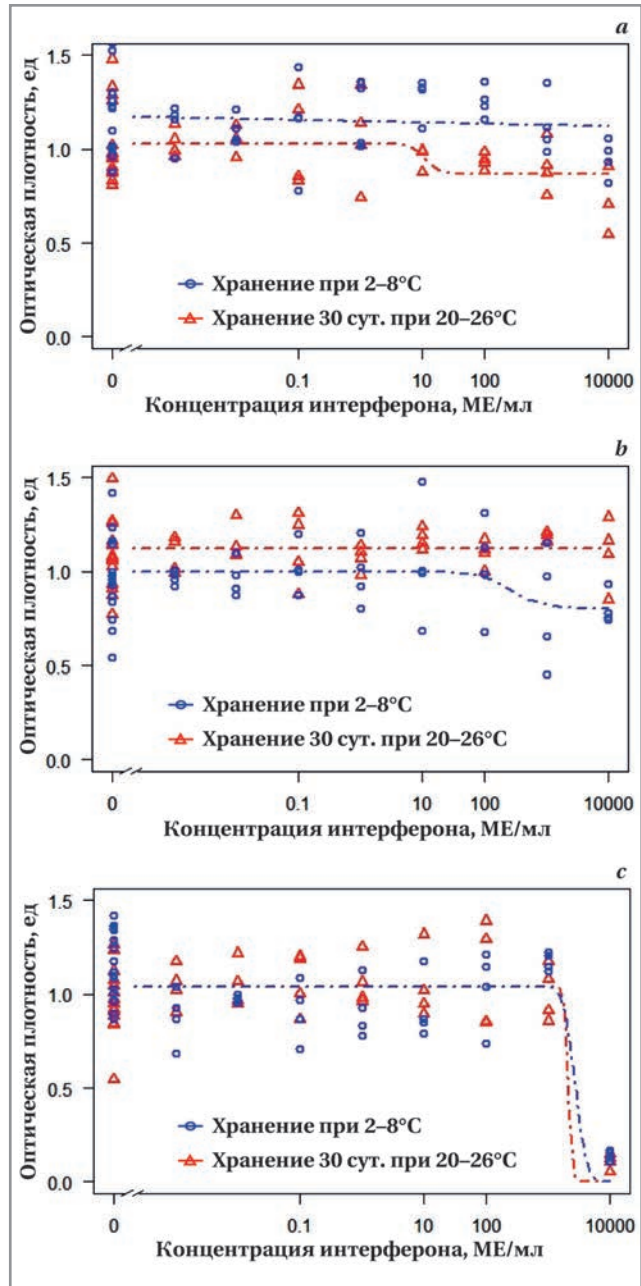 a
Оптическая плотность, ед
1.5
1.0
0.5
0.0
Хранение при 2–8°C
Хранение 30 сут. при 20–26°C
0 0.1 10 100 10000
Концентрация интерферона, МЕ/мл
b
Оптическая плотность, ед
1.5
1.0
0.5
0.0
Хранение при 2–8°C
Хранение 30 сут. при 20–26°C
0 0.1 10 100 10000
Концентрация интерферона, МЕ/мл
c
Оптическая плотность, ед
1.5
1.0
0.5
0.0
Хранение при 2–8°C
Хранение 30 сут. при 20–26°C
0 0.1 10 100 10000
Концентрация интерферона, МЕ/мл